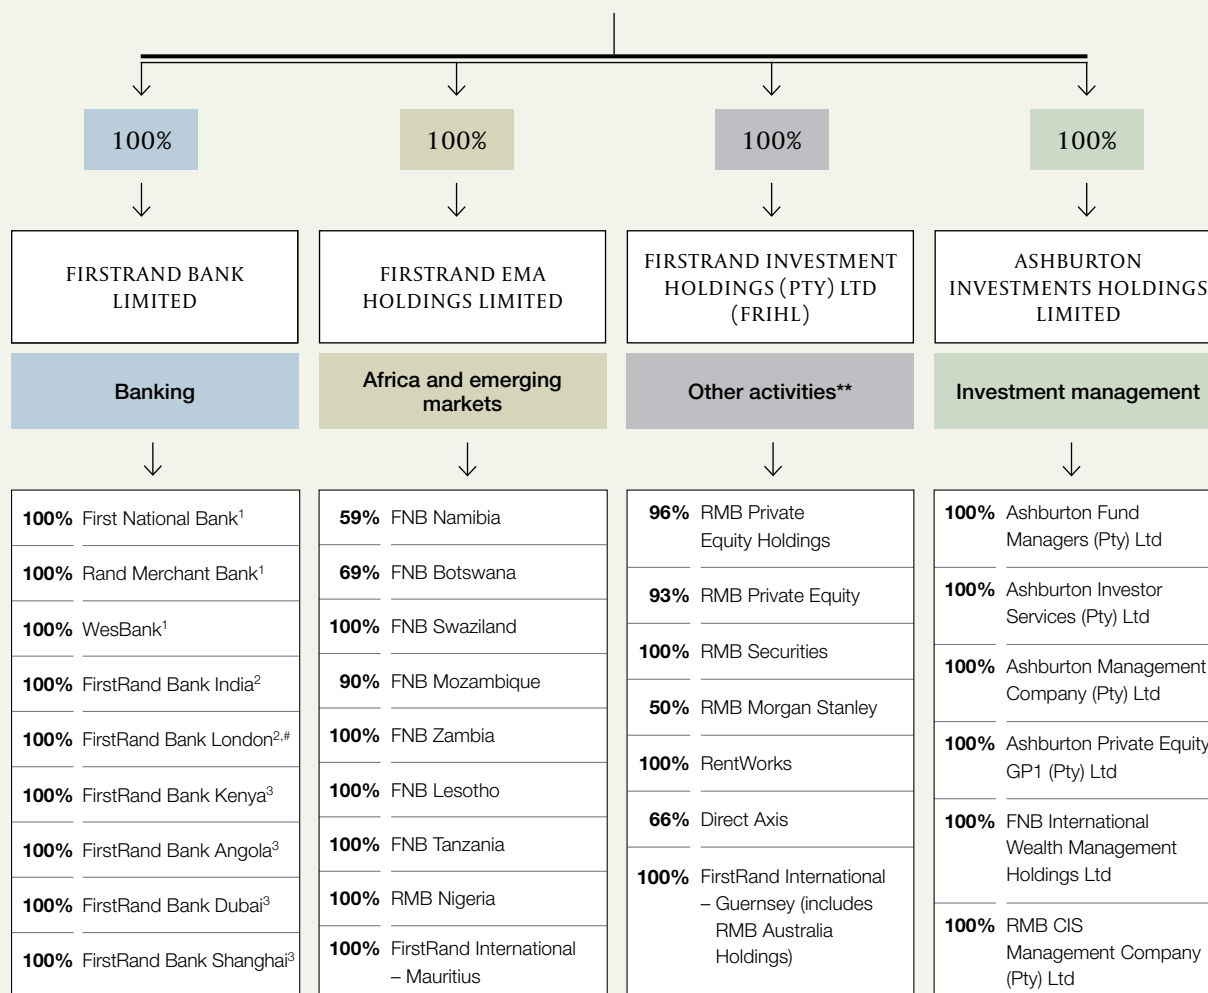 100%
100%
100%
100%
FIRSTRAND BANK
LIMITED
FIRSTRAND EMA
HOLDINGS LIMITED
FIRSTRAND INVESTMENT
HOLDINGS (PTY) LTD
(FRIHL)
ASHBURTON
INVESTMENTS HOLDINGS
LIMITED
Banking
Africa and emerging
markets
Other activities**
Investment management
100% First National Bank¹
100% Rand Merchant Bank¹
100% WesBank¹
100% FirstRand Bank India²
100% FirstRand Bank London²,#
100% FirstRand Bank Kenya³
100% FirstRand Bank Angola³
100% FirstRand Bank Dubai³
100% FirstRand Bank Shanghai³
59% FNB Namibia
69% FNB Botswana
100% FNB Swaziland
90% FNB Mozambique
100% FNB Zambia
100% FNB Lesotho
100% FNB Tanzania
100% RMB Nigeria
100% FirstRand International
– Mauritius
96% RMB Private
Equity Holdings
93% RMB Private Equity
100% RMB Securities
50% RMB Morgan Stanley
100% RentWorks
66% Direct Axis
100% FirstRand International
– Guernsey (includes
RMB Australia
Holdings)
100% Ashburton Fund
Managers (Pty) Ltd
100% Ashburton Investor
Services (Pty) Ltd
100% Ashburton Management
Company (Pty) Ltd
100% Ashburton Private Equity
GP1 (Pty) Ltd
100% FNB International
Wealth Management
Holdings Ltd
100% RMB CIS
Management Company
(Pty) Ltd